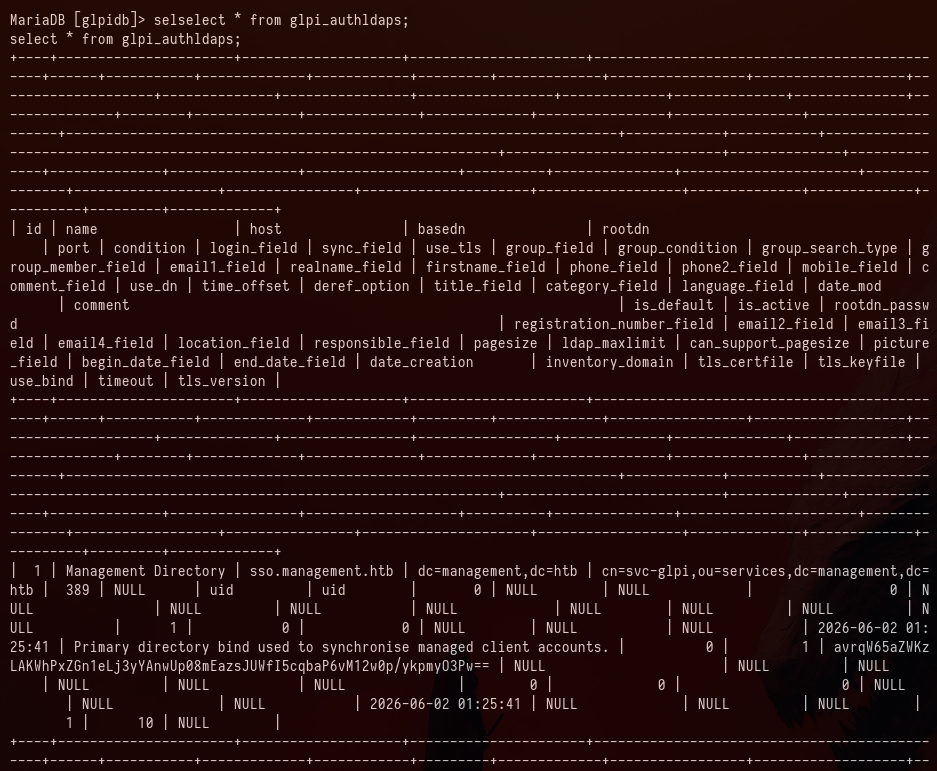 MariaDB [glpidb]> selselect * from glpi_authldaps;
select * from glpi_authldaps;
+----+----------------------+--------------------+----------------------+------------------------------------------
----+------+-----------+-------------+------------+---------+-------------+-----------------+-------------------+--
------------------+--------------+----------------+-----------------+-------------+--------------+--------------+--
-------------+--------+-------------+--------------+-------------+-------------+-------------------+---------------
------+---------------------------------------------------------------------+------------------------+-------------
-------------------------------------------------------------+---------------------------+--------------+----------
----+--------------+----------------+-------------------+----------+---------------+------------------+------------
-------+------------------+----------------+---------------------+------------------+--------------+-------------+-
---------+----------+------------+
| id | name                 | host               | basedn               | rootdn
    | port | condition | login_field | sync_field | use_tls | group_field | group_condition | group_search_type | g
roup_member_field | email1_field | realname_field | firstname_field | phone_field | phone2_field | mobile_field | c
omment_field | use_dn | time_offset | deref_option | title_field | category_field | language_field | date_mod
      | comment                                                             | is_default | is_active | rootdn_passw
d                                                            | registration_number_field | email2_field | email3_fi
eld | email4_field | location_field | responsible_field | pagesize | ldap_maxlimit | can_support_pagesize | picture
_field | begin_date_field | end_date_field | date_creation       | inventory_domain | tls_certfile | tls_keyfile |
use_bind | timeout | tls_version |
+----+----------------------+--------------------+----------------------+------------------------------------------
----+------+-----------+-------------+------------+---------+-------------+-----------------+-------------------+--
------------------+--------------+----------------+-----------------+-------------+--------------+--------------+--
-------------+--------+-------------+--------------+-------------+----------------+----------------+---------------
------+---------------------------------------------------------------------+------------+-----------+-------------
-------------------------------------------------------------+---------------------------+--------------+----------
----+--------------+----------------+-------------------+----------+---------------+----------------------+--------
-------+------------------+----------------+---------------------+------------------+--------------+-------------+-
---------+---------+-------------+
|  1 | Management Directory | sso.management.htb | dc=management,dc=htb | cn=svc-glpi,ou=services,dc=management,dc=
htb |  389 | NULL      | uid         | uid        |       0 | NULL        | NULL            |                 0 | N
ULL               | NULL         | NULL           | NULL            | NULL        | NULL         | NULL         | N
ULL          |      1 |           0 |            0 | NULL        | NULL           | NULL           | 2026-06-02 01:
25:41 | Primary directory bind used to synchronise managed client accounts. |          0 |         1 | avrqW65aZWKz
LAKWhPxZGn1eLj3yYAnwUp08mEazsJUWfI5cqbaP6vM12w0p/ykpmyO3Pw== | NULL                      | NULL         | NULL
    | NULL         | NULL           | NULL              |        0 |             0 |                    0 | NULL
       | NULL             | NULL           | 2026-06-02 01:25:41 | NULL             | NULL         | NULL        |
       1 |      10 | NULL        |
+----+----------------------+--------------------+----------------------+------------------------------------------
----+------+-----------+-------------+------------+---------+-------------+-----------------+-------------------+--